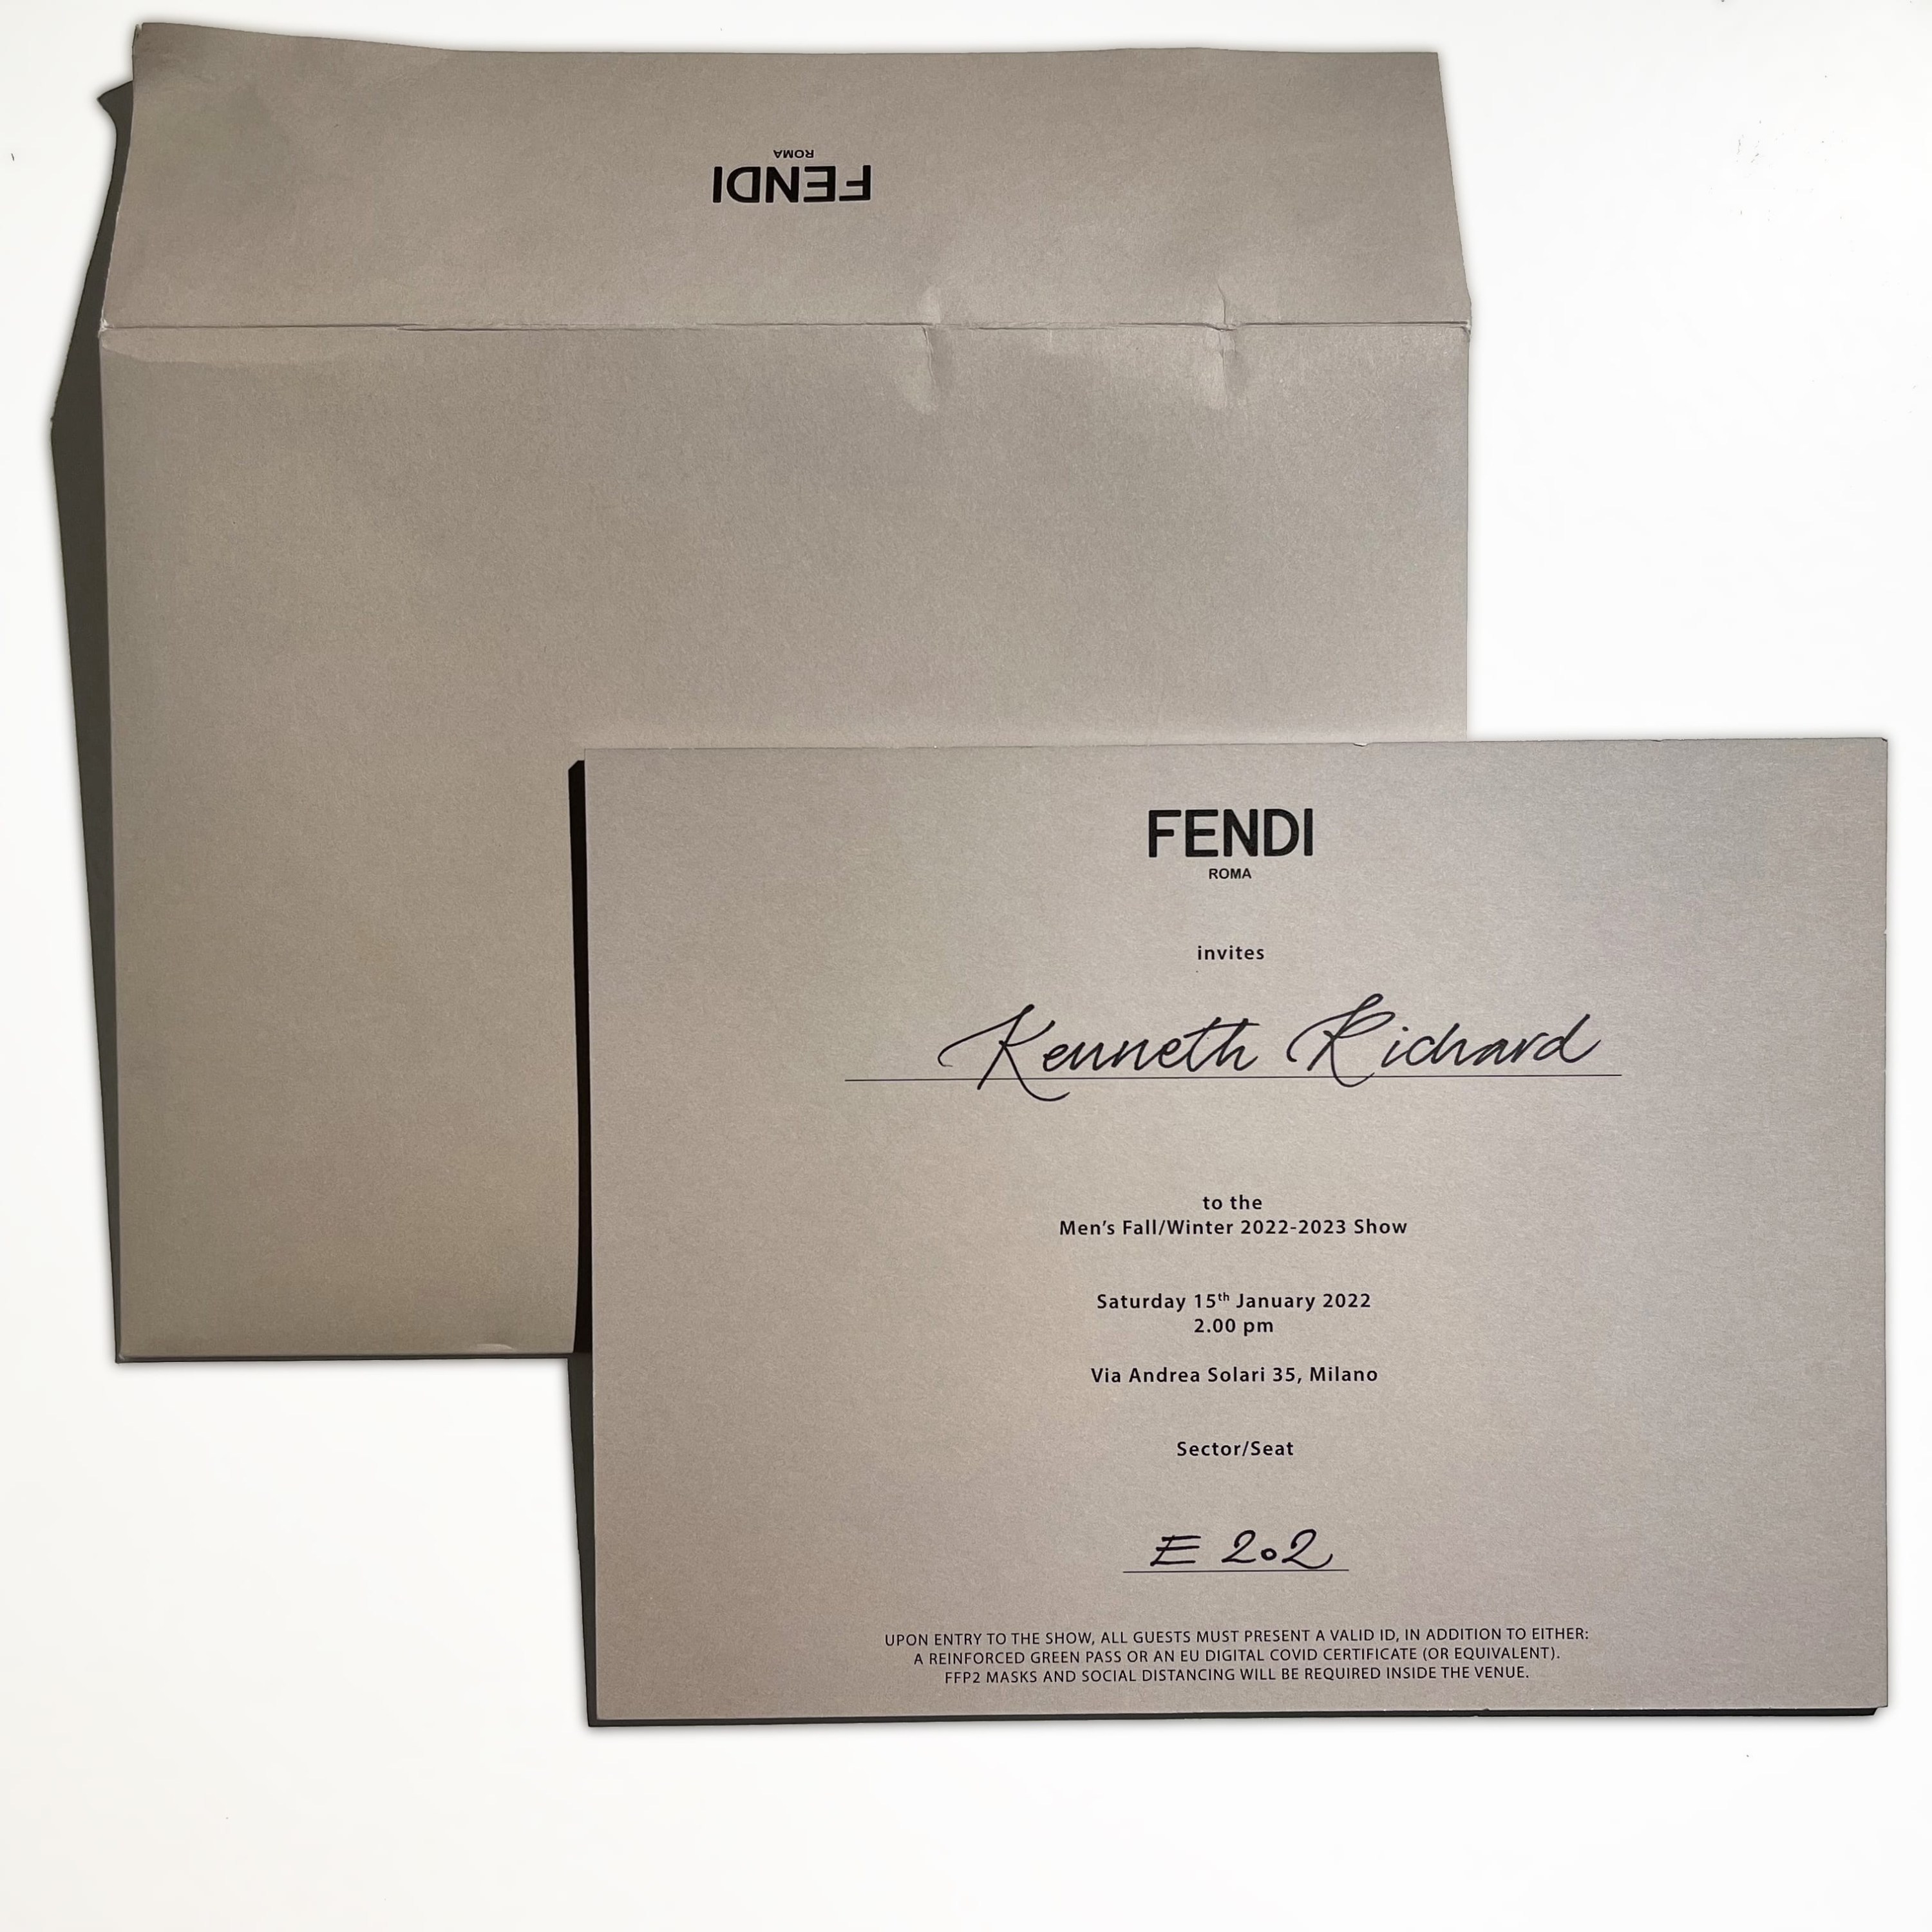 FENDI
ROMA
FENDI
ROMA
invites
Kenneth Richard
to the
Men's Fall/Winter 2022-2023 Show
Saturday 15th January 2022
2.00 pm
Via Andrea Solari 35, Milano
Sector/Seat
E 202
UPON ENTRY TO THE SHOW, ALL GUESTS MUST PRESENT A VALID ID, IN ADDITION TO EITHER:
A REINFORCED GREEN PASS OR AN EU DIGITAL COVID CERTIFICATE (OR EQUIVALENT).
FFP2 MASKS AND SOCIAL DISTANCING WILL BE REQUIRED INSIDE THE VENUE.